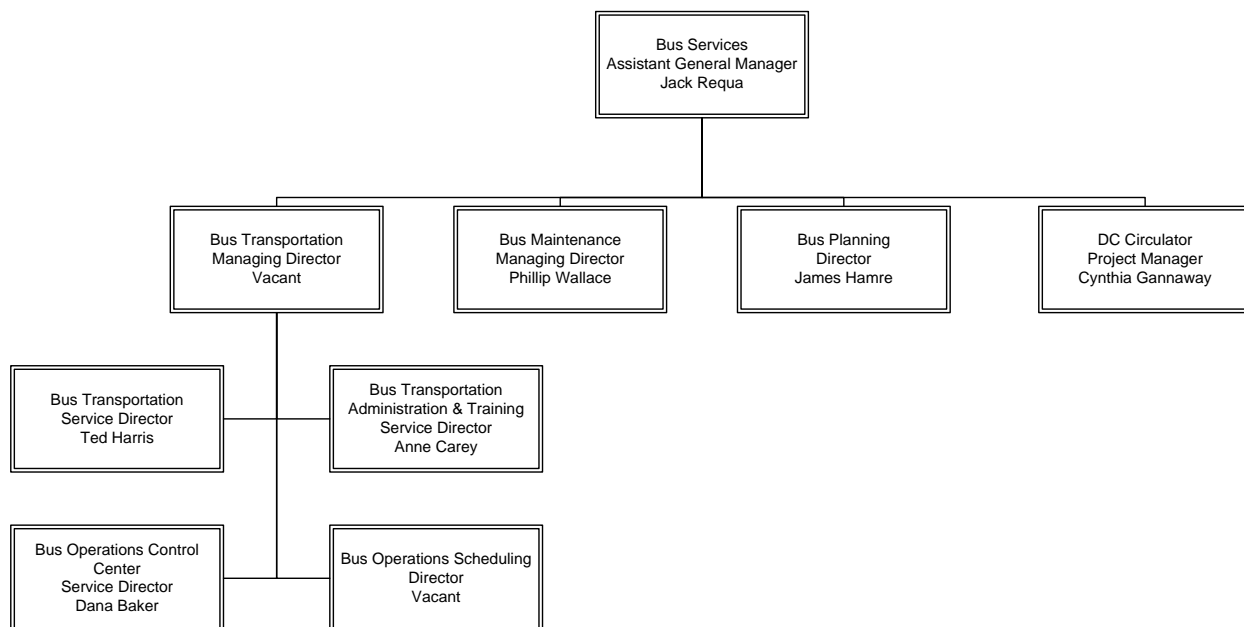 Bus Services
Assistant General Manager
Jack Requa
Bus Transportation
Managing Director
Vacant
Bus Maintenance
Managing Director
Phillip Wallace
Bus Planning
Director
James Hamre
DC Circulator
Project Manager
Cynthia Gannaway
Bus Transportation
Service Director
Ted Harris
Bus Transportation
Administration & Training
Service Director
Anne Carey
Bus Operations Control
Center
Service Director
Dana Baker
Bus Operations Scheduling
Director
Vacant